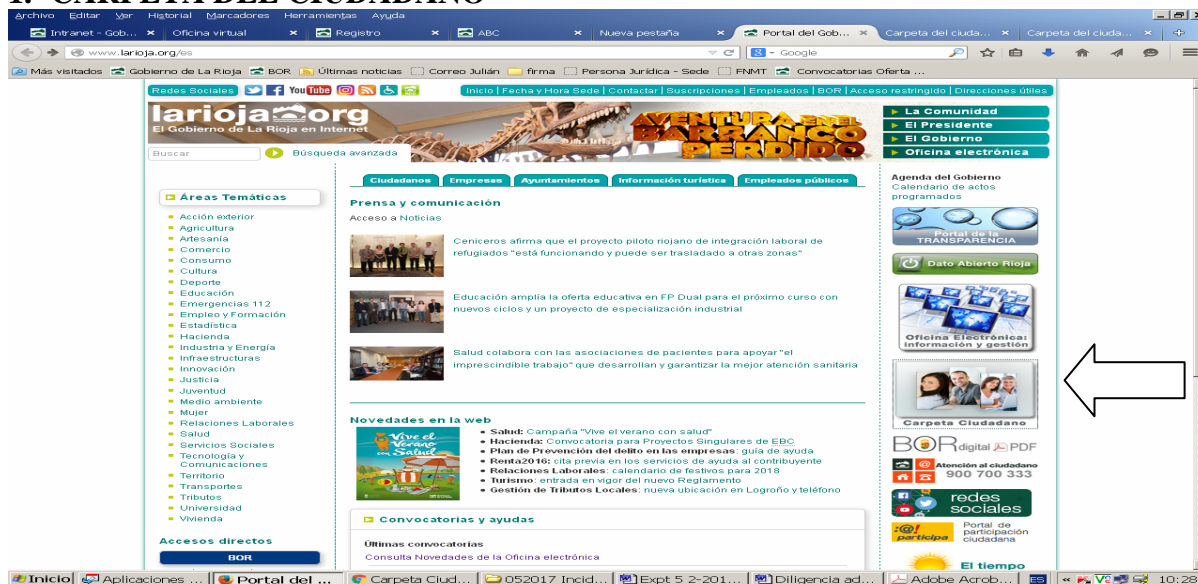 1. CARPETA DEL CIUDADANO
Archivo Editar Ver Historial Marcadores Herramientas Ayuda
Intranet - Gob... Oficina virtual Registro ABC Nueva pestaña Portal del Gob... Carpeta del ciuda... Carpeta del ciuda...
www.larioja.org/es
Google
Más visitados Gobierno de La Rioja BOR Últimas noticias Correo Julián firma Persona Jurídica - Sede FNMT Convocatorias Oferta ...
Redes Sociales YouTube Inicio | Fecha y Hora Sede | Contactar | Suscripciones | Empleados | BOR | Acceso restringido | Direcciones útiles
larioja org
El Gobierno de La Rioja en Internet
AVENTURA EN EL BARRANCO PERDIDO
La Comunidad
El Presidente
El Gobierno
Oficina electrónica
Buscar Búsqueda avanzada
Ciudadanos Empresas Ayuntamientos Información turística Empleados públicos
Áreas Temáticas
Acción exterior
Agricultura
Artesanía
Comercio
Consumo
Cultura
Deporte
Educación
Emergencias 112
Empleo y Formación
Estadística
Hacienda
Industria y Energía
Infraestructuras
Innovación
Justicia
Juventud
Medio ambiente
Mujer
Relaciones Laborales
Salud
Servicios Sociales
Tecnología y
Comunicaciones
Territorio
Transportes
Tributos
Universidad
Vivienda
Accesos directos
BOR
Prensa y comunicación
Acceso a Noticias
Ceniceros afirma que el proyecto piloto riojano de integración laboral de
refugiados "está funcionando y puede ser trasladado a otras zonas"
Educación amplía la oferta educativa en FP Dual para el próximo curso con
nuevos ciclos y un proyecto de especialización industrial
Salud colabora con las asociaciones de pacientes para apoyar "el
imprescindible trabajo" que desarrollan y garantizar la mejor atención sanitaria
Novedades en la web
Vive el Verano con Salud
Salud: Campaña "Vive el verano con salud"
Hacienda: Convocatoria para Proyectos Singulares de EBC
Plan de Prevención del delito en las empresas: guía de ayuda
Renta2016: cita previa en los servicios de ayuda al contribuyente
Relaciones Laborales: calendario de festivos para 2018
Turismo: entrada en vigor del nuevo Reglamento
Gestión de Tributos Locales: nueva ubicación en Logroño y teléfono
Convocatorias y ayudas
Últimas convocatorias
Consulta Novedades de la Oficina electrónica
Agenda del Gobierno
Calendario de actos
programados
Portal de la
TRANSPARENCIA
Dato Abierto Rioja
Oficina Electrónica:
información y gestión
Carpeta Ciudadano
BOR digital PDF
Atención al ciudadano
900 700 333
redes
sociales
participa
Portal de
participación
ciudadana
El tiempo
Inicio Aplicaciones ... Portal del ... Carpeta Ciud... 052017 Incid... Expt 5 2-201... Diligencia ad... Adobe Acrob... ES